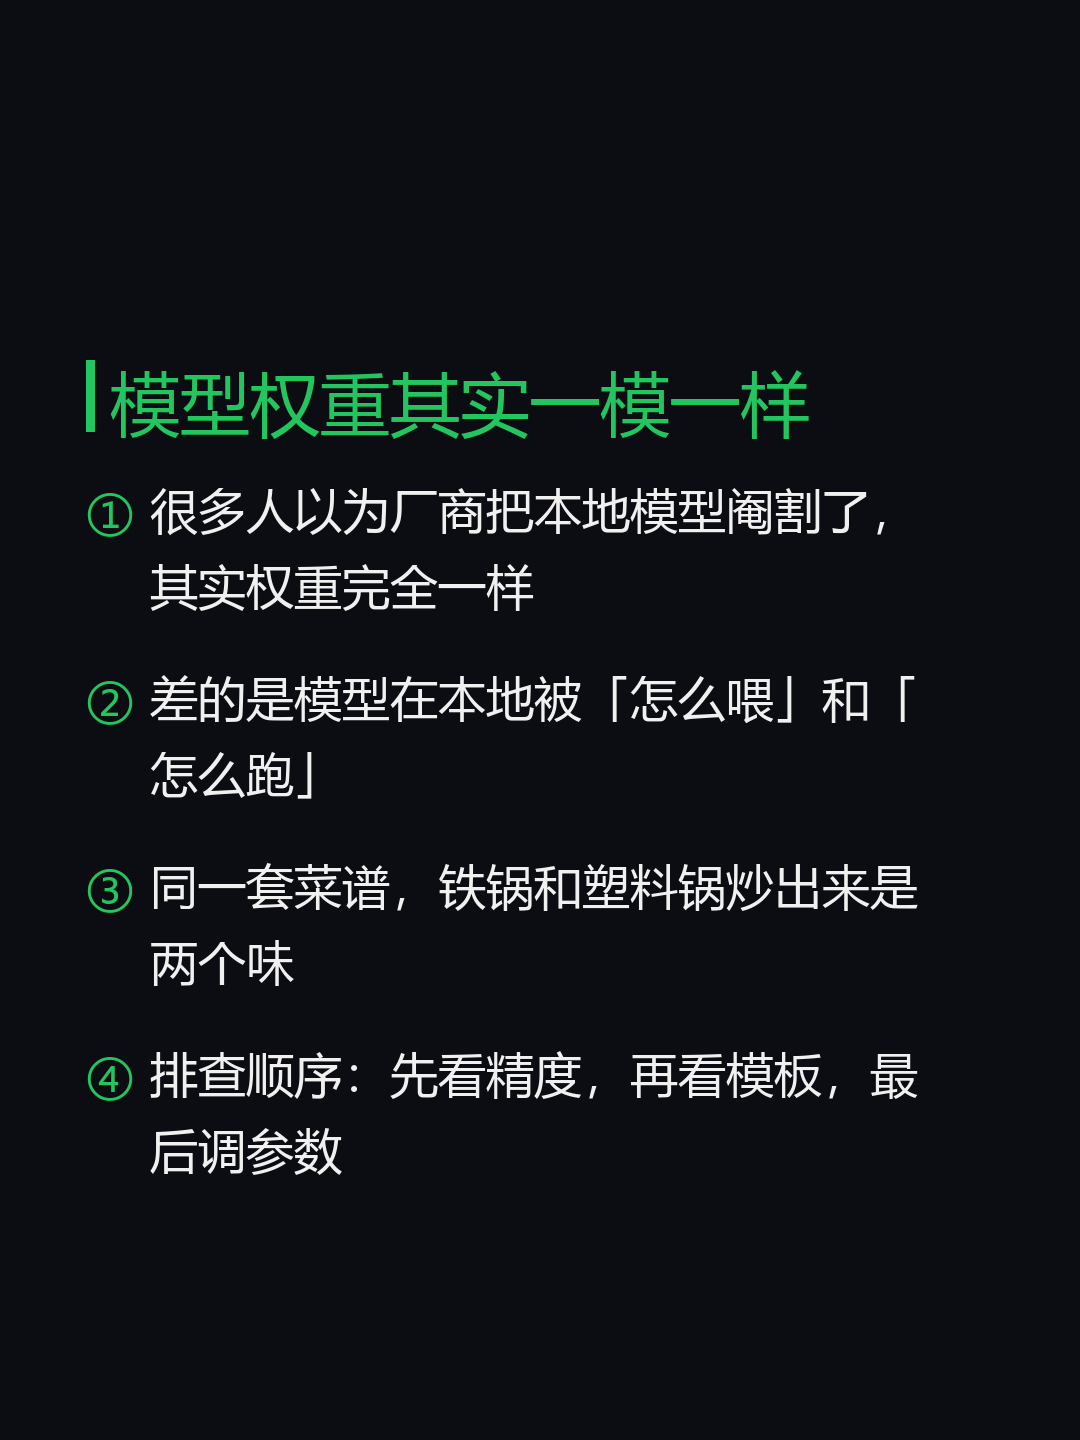 模型权重其实一模一样
① 很多人以为厂商把本地模型阉割了，
其实权重完全一样
② 差的是模型在本地被「怎么喂」和「
怎么跑」
③ 同一套菜谱，铁锅和塑料锅炒出来是
两个味
④ 排查顺序：先看精度，再看模板，最
后调参数